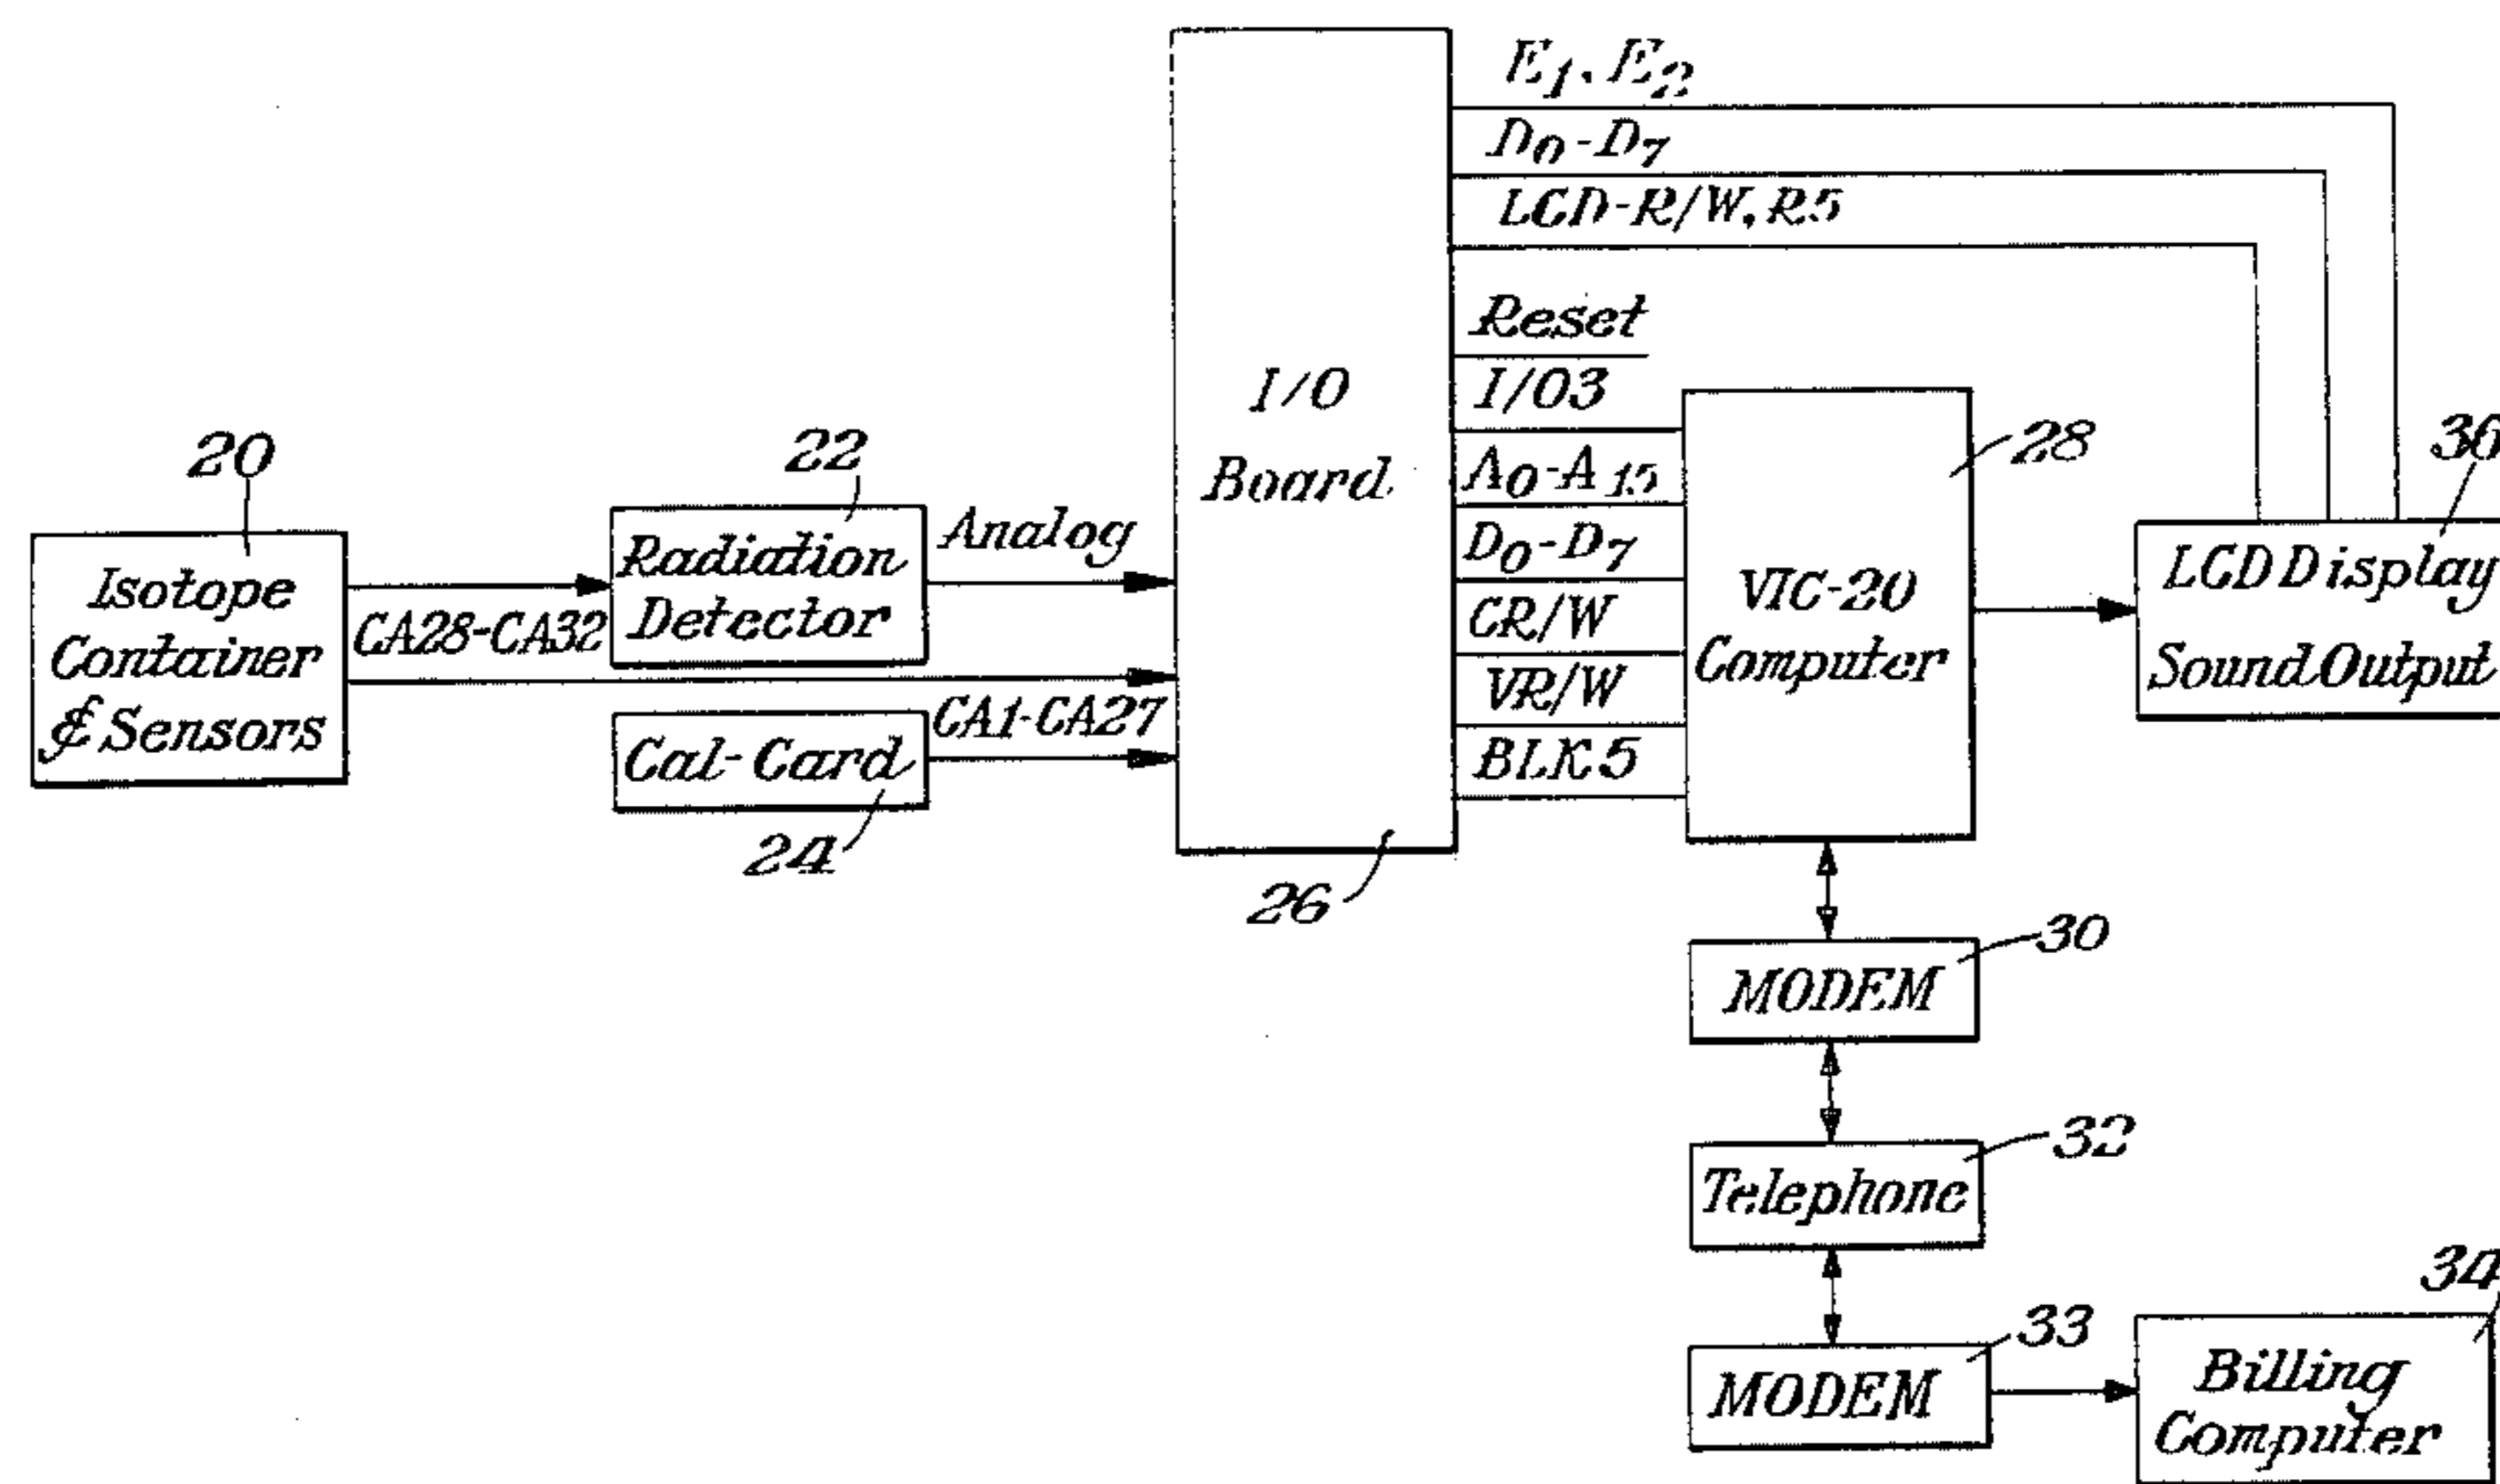 E1, E2
D0-D7
LCD-R/W, R5
Reset
I/O3
I/O
Board
A0-A15
D0-D7
CR/W
VR/W
BLK5
26
28
VIC-20
Computer
36
LCD Display
Sound Output
20
Isotope
Container
& Sensors
22
Radiation
Detector
Analog
CA28-CA32
CA1-CA27
Cal-Card
24
30
MODEM
32
Telephone
33
MODEM
34
Billing
Computer